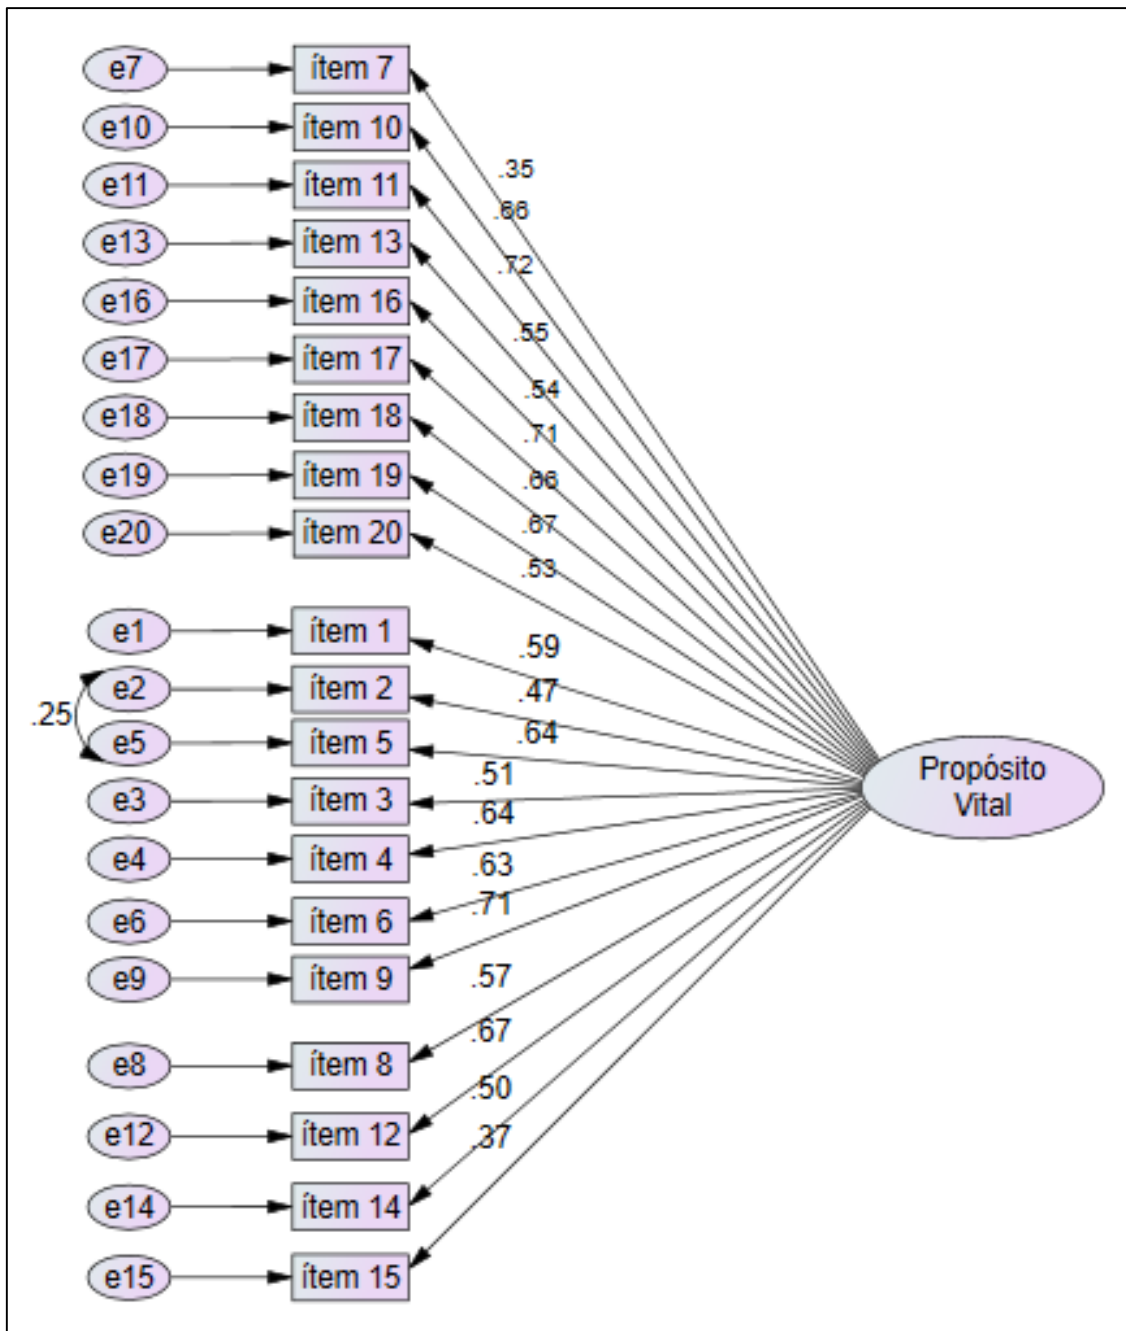 e7 ítem 7
e10 ítem 10
.35
e11 ítem 11
.66
e13 ítem 13
.72
e16 ítem 16
.55
e17 ítem 17
.54
e18 ítem 18
.71
e19 ítem 19
.66
e20 ítem 20
.67
.53
e1 ítem 1
.59
e2 ítem 2
.47
.25
.64
e5 ítem 5
Propósito
Vital
.51
e3 ítem 3
.64
e4 ítem 4
.63
.71
e6 ítem 6
e9 ítem 9
.57
.67
e8 ítem 8
.50
e12 ítem 12
.37
e14 ítem 14
e15 ítem 15